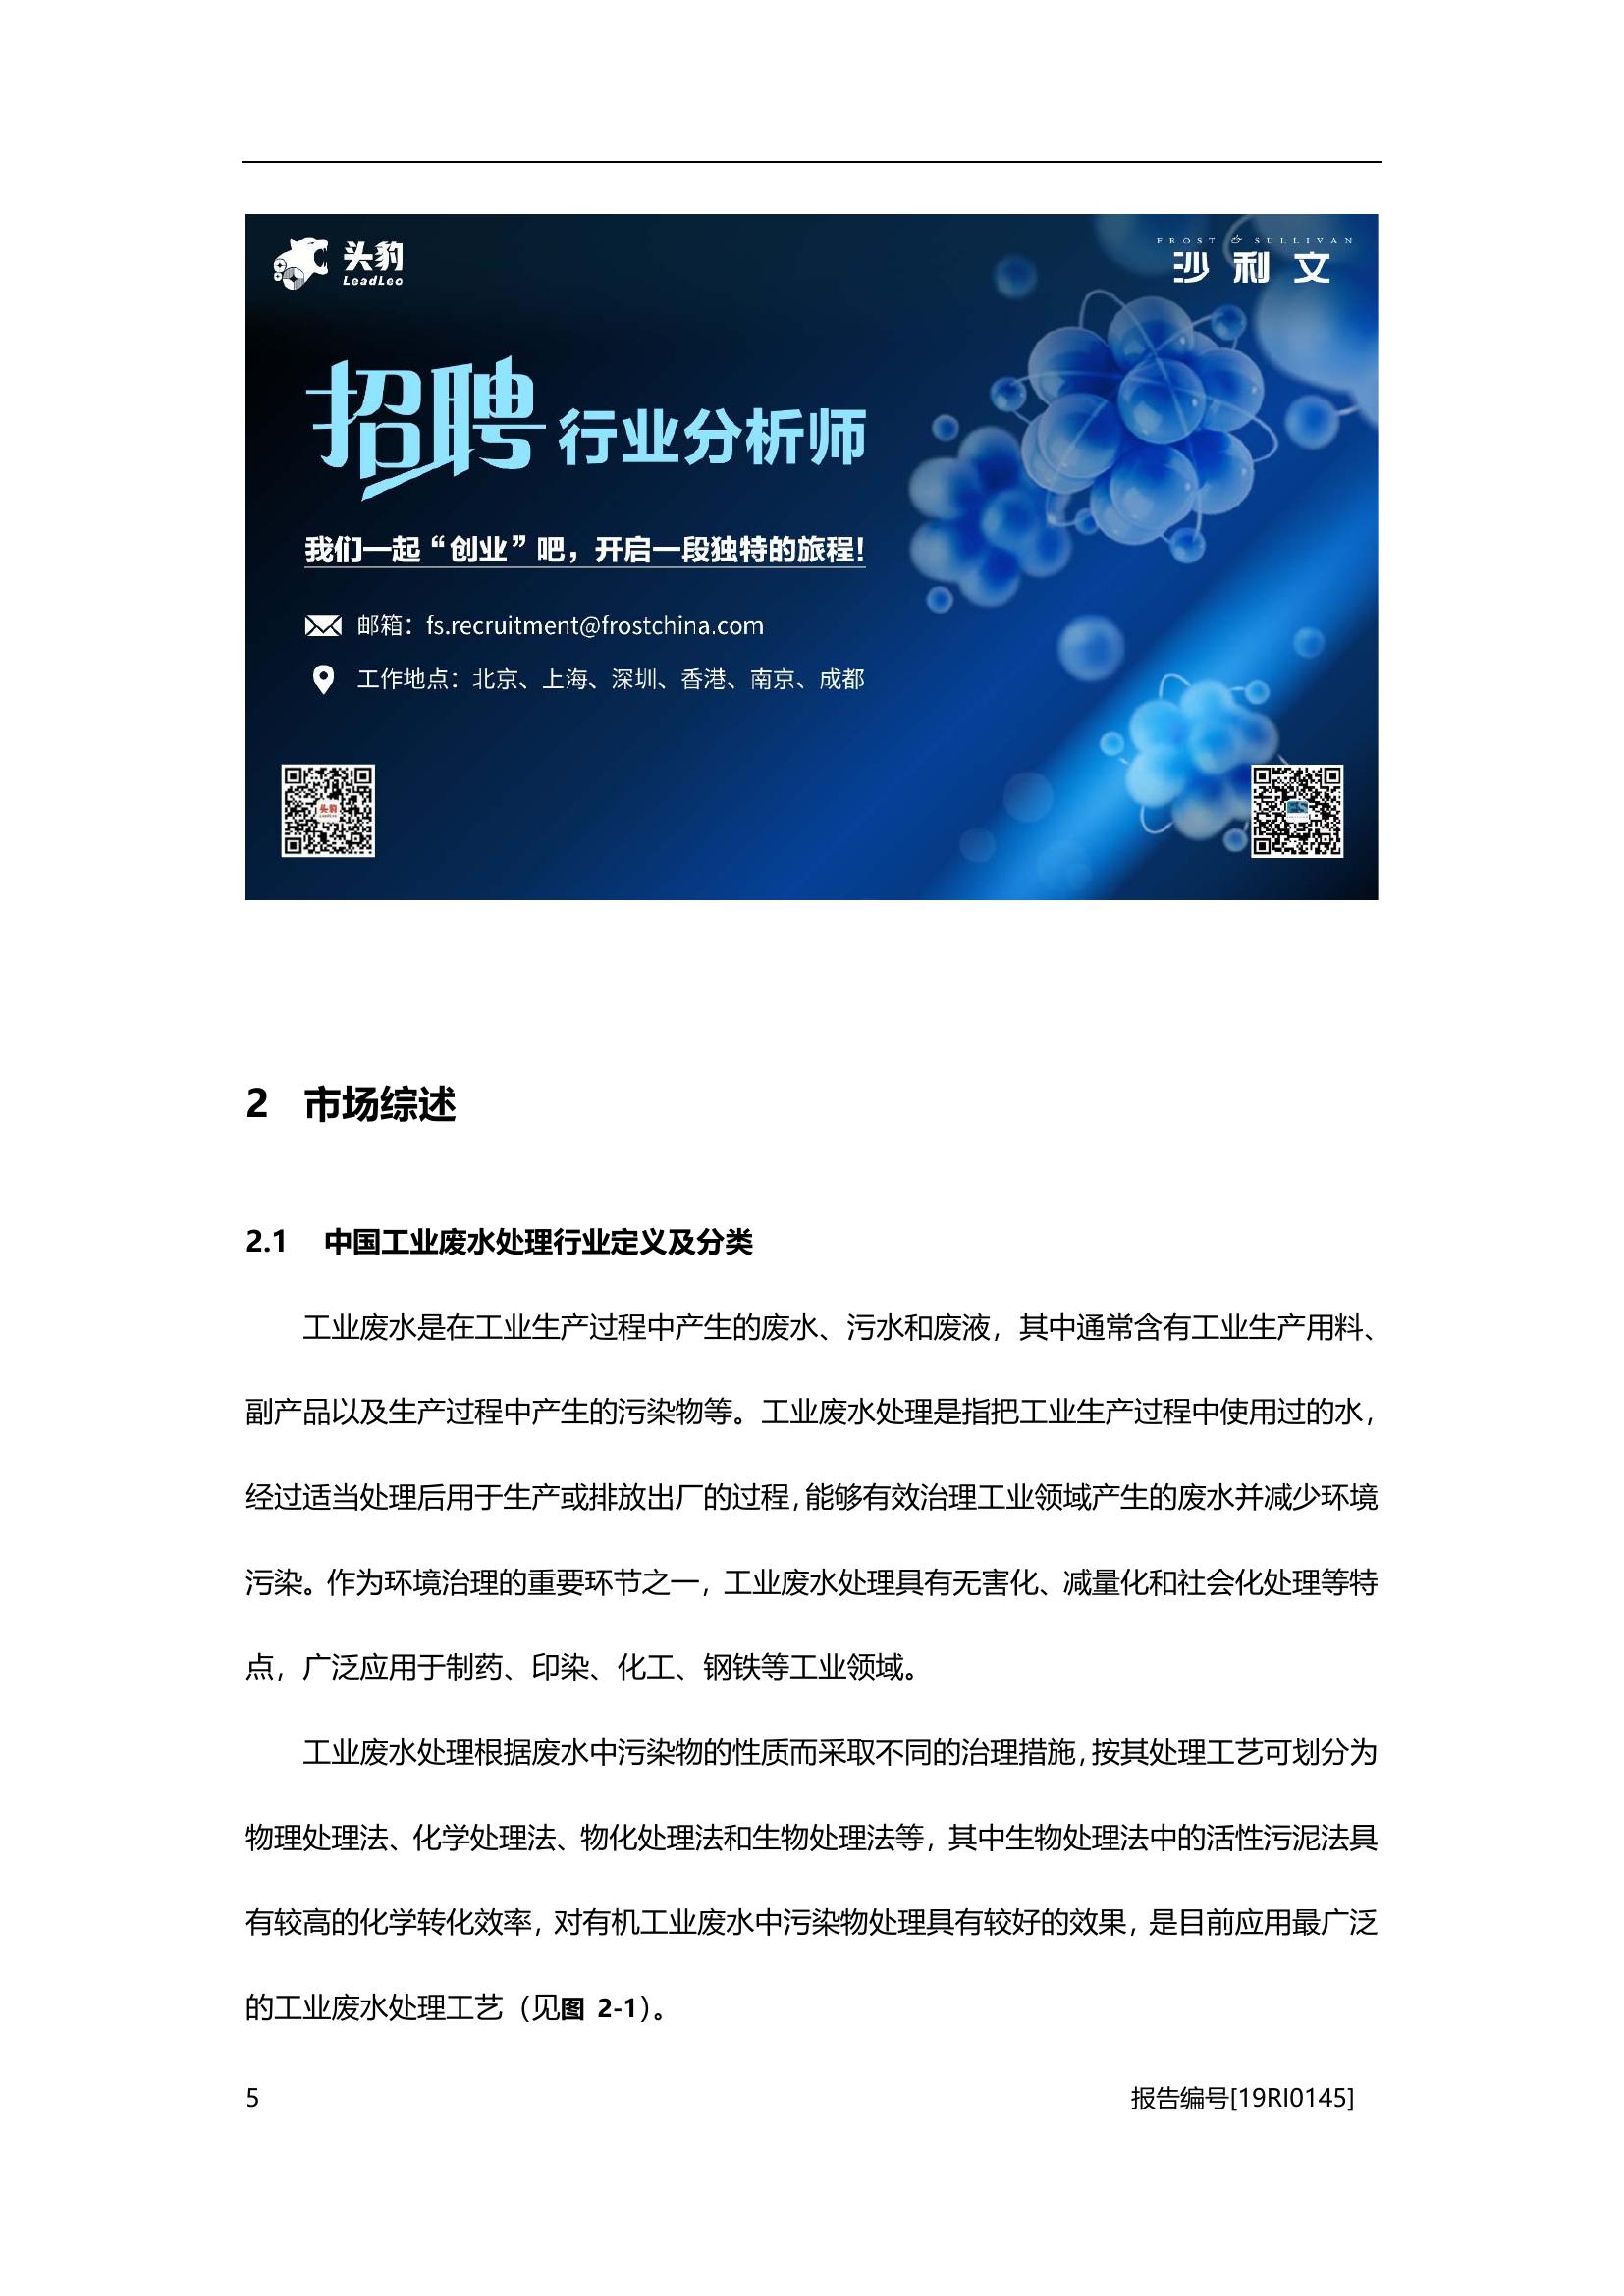 头豹
LeadLeo
FROST & SULLIVAN
沙利文
招聘 行业分析师
我们一起“创业”吧，开启一段独特的旅程！
邮箱：fs.recruitment@frostchina.com
工作地点：北京、上海、深圳、香港、南京、成都
头豹
2 市场综述
2.1 中国工业废水处理行业定义及分类
工业废水是在工业生产过程中产生的废水、污水和废液，其中通常含有工业生产用料、
副产品以及生产过程中产生的污染物等。工业废水处理是指把工业生产过程中使用过的水，
经过适当处理后用于生产或排放出厂的过程，能够有效治理工业领域产生的废水并减少环境
污染。作为环境治理的重要环节之一，工业废水处理具有无害化、减量化和社会化处理等特
点，广泛应用于制药、印染、化工、钢铁等工业领域。
工业废水处理根据废水中污染物的性质而采取不同的治理措施，按其处理工艺可划分为
物理处理法、化学处理法、物化处理法和生物处理法等，其中生物处理法中的活性污泥法具
有较高的化学转化效率，对有机工业废水中污染物处理具有较好的效果，是目前应用最广泛
的工业废水处理工艺（见图 2-1）。
5 报告编号[19RI0145]